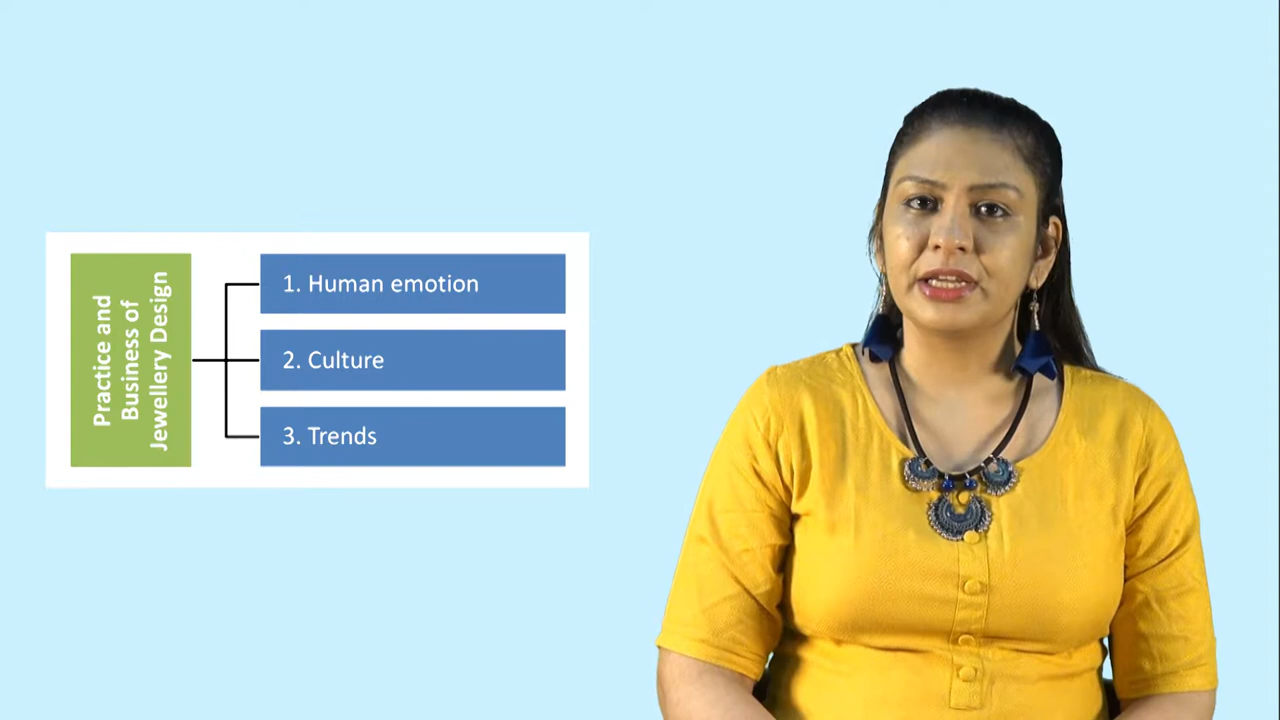 Practice and
Business of
Jewellery Design
1. Human emotion
2. Culture
3. Trends